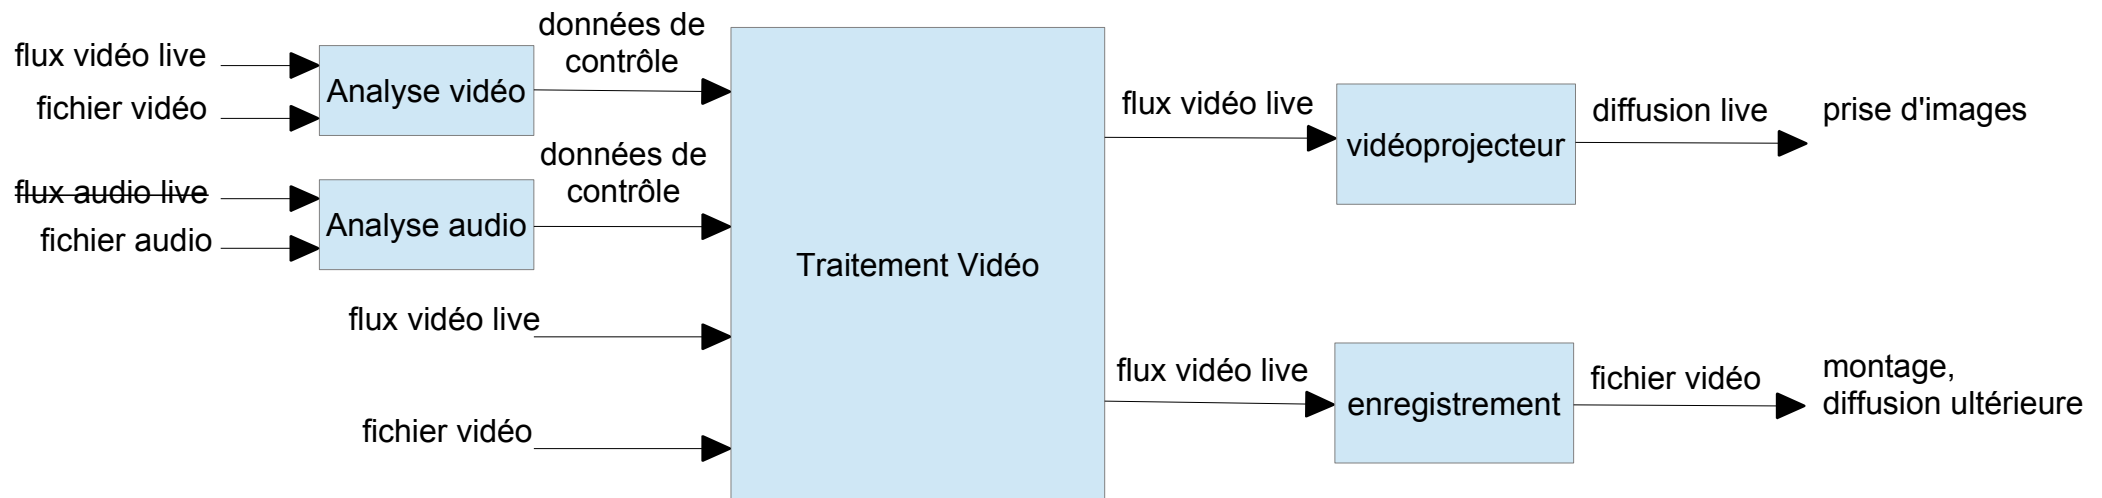 flux vidéo live
fichier vidéo
Analyse vidéo
données de
contrôle
flux audio live
fichier audio
Analyse audio
données de
contrôle
flux vidéo live
fichier vidéo
Traitement Vidéo
flux vidéo live
vidéoprojecteur
diffusion live
prise d'images
flux vidéo live
enregistrement
fichier vidéo
montage,
diffusion ultérieure